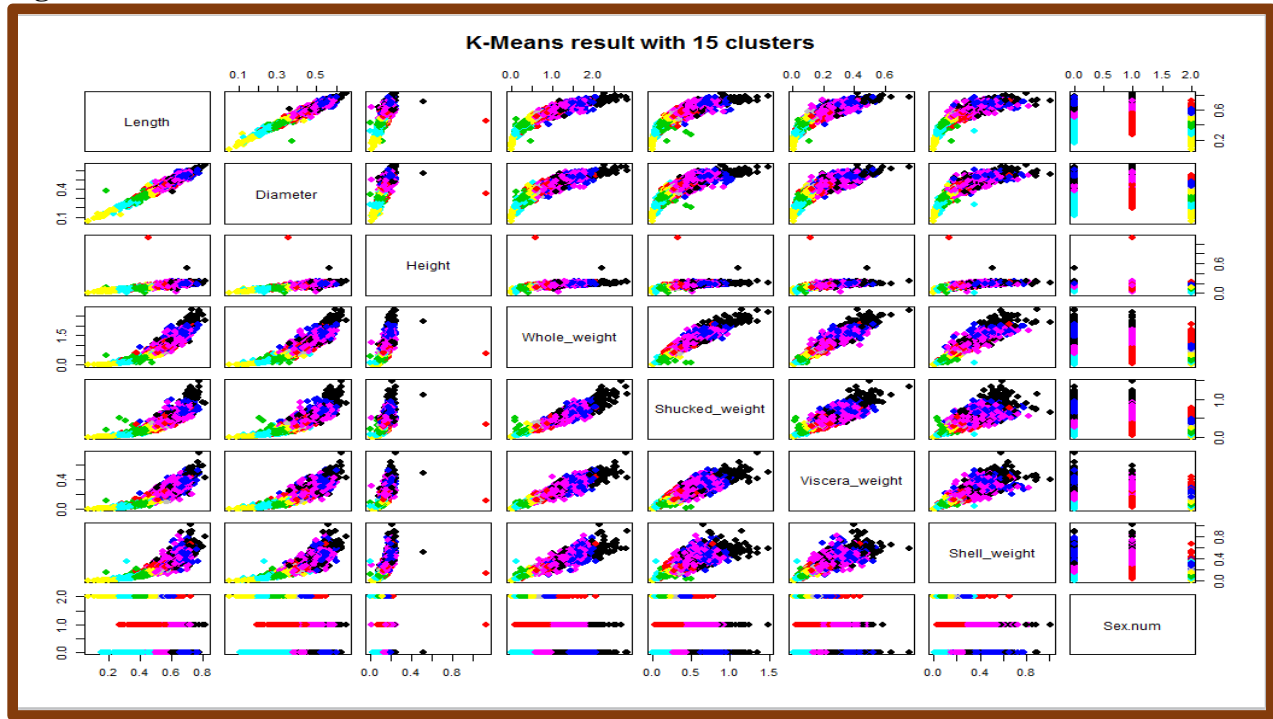 K-Means result with 15 clusters
0.1 0.3 0.5 0.0 1.0 2.0 0.0 0.2 0.4 0.6 0.0 0.5 1.0 1.5 2.0
Length 0.2 0.6
0.1 0.4 Diameter
Height 0.0 0.6
0.0 1.5 Whole_weight
Shucked_weight 0.0 1.0
0.0 0.4 Viscera_weight
Shell_weight 0.0 0.4 0.8
0.0 1.0 2.0 Sex.num
0.2 0.4 0.6 0.8 0.0 0.4 0.8 0.0 0.5 1.0 1.5 0.0 0.4 0.8